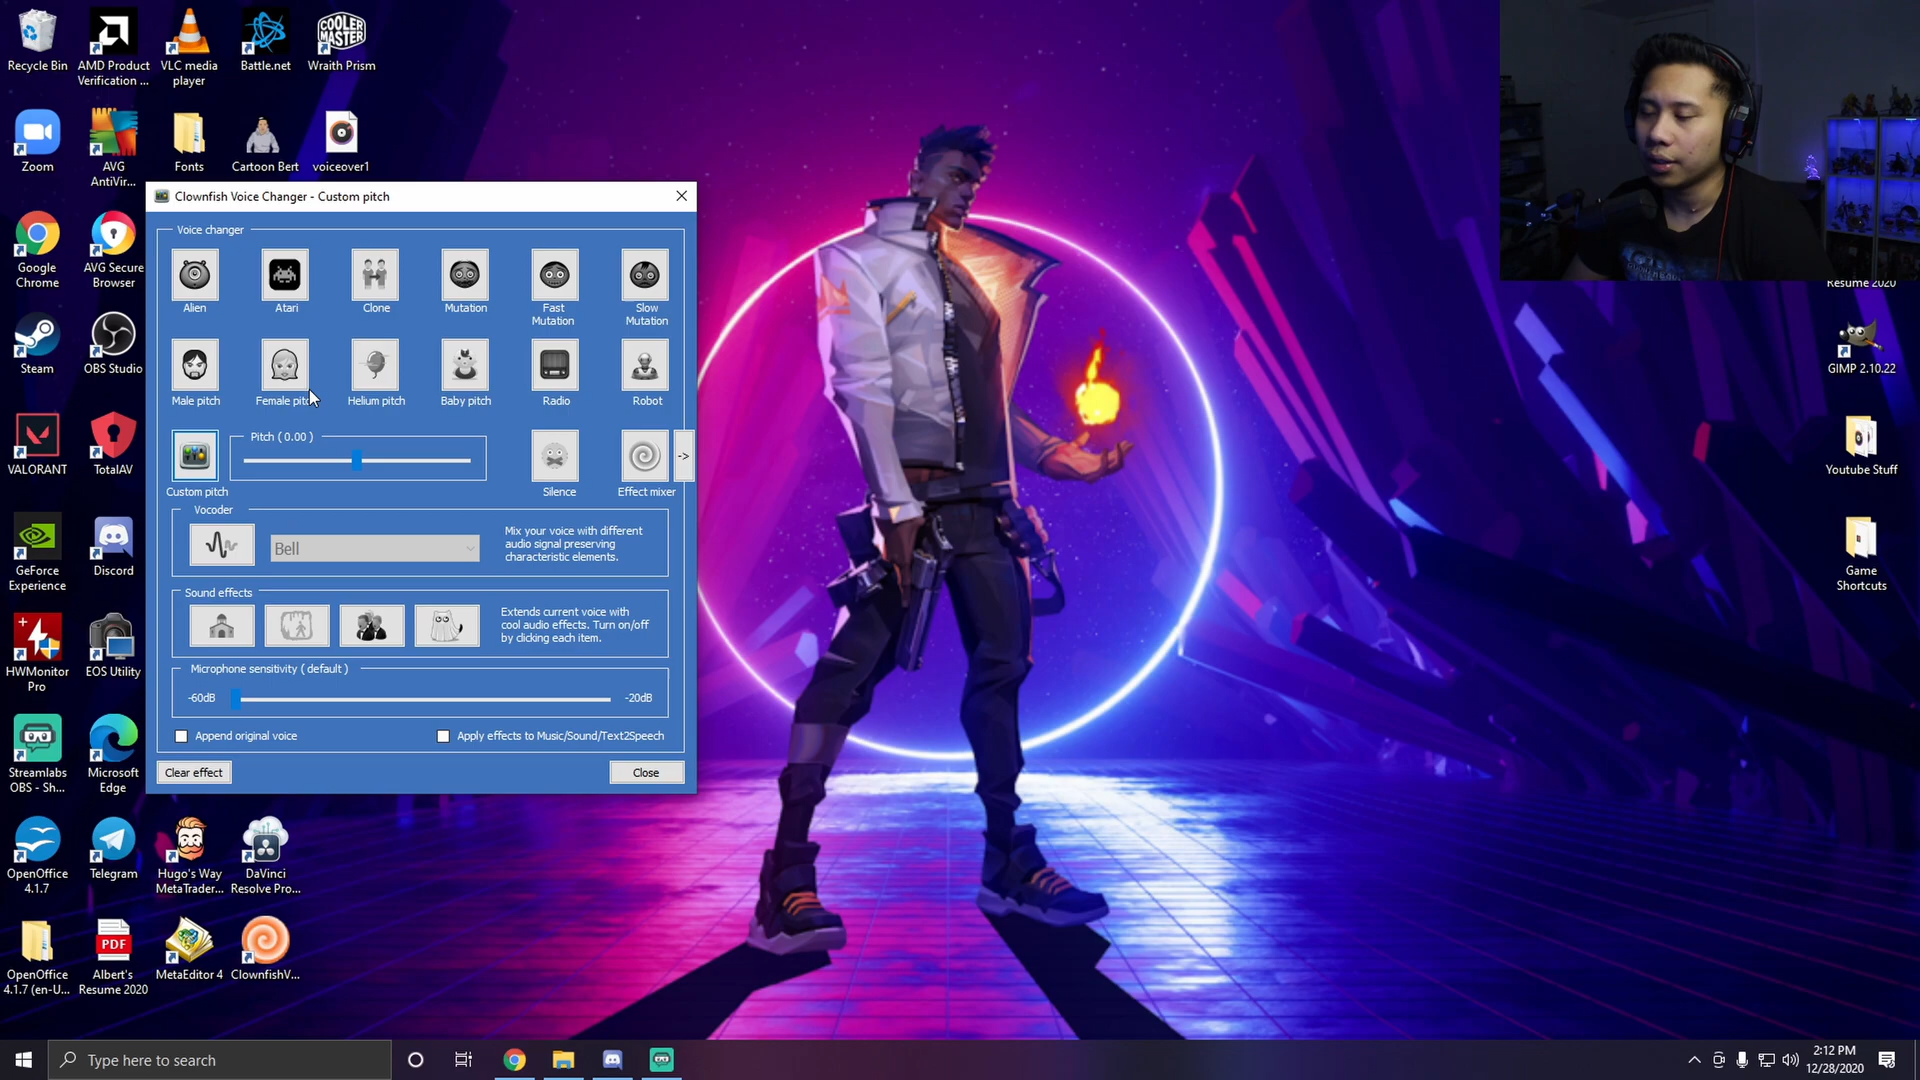 Recycle Bin
AMD Product
Verification ...
VLC media
player
Battle.net
COOLER
MASTER
Wraith Prism
Zoom
AVG
AntiVir...
Fonts
Cartoon Bert
voiceover1
Google
Chrome
AVG Secure
Browser
Steam
OBS Studio
VALORANT
TotalAV
GeForce
Experience
Discord
HWMonitor
Pro
EOS Utility
Streamlabs
OBS - Sh...
Microsoft
Edge
OpenOffice
4.1.7
Telegram
Hugo's Way
MetaTrader...
DaVinci
Resolve Pro...
OpenOffice
4.1.7 (en-U...
PDF
Albert's
Resume 2020
MetaEditor 4
ClownfishV...
Clownfish Voice Changer - Custom pitch
Voice changer
Alien
Atari
Clone
Mutation
Fast
Mutation
Slow
Mutation
Male pitch
Female pitch
Helium pitch
Baby pitch
Radio
Robot
Pitch ( 0.00 )
->
Custom pitch
Silence
Effect mixer
Vocoder
Bell
Mix your voice with different
audio signal preserving
characteristic elements.
Sound effects
Extends current voice with
cool audio effects. Turn on/off
by clicking each item.
Microphone sensitivity ( default )
-60dB
-20dB
Append original voice
Apply effects to Music/Sound/Text2Speech
Clear effect
Close
Resume 2020
GIMP 2.10.22
Youtube Stuff
Game
Shortcuts
Type here to search
2:12 PM
12/28/2020